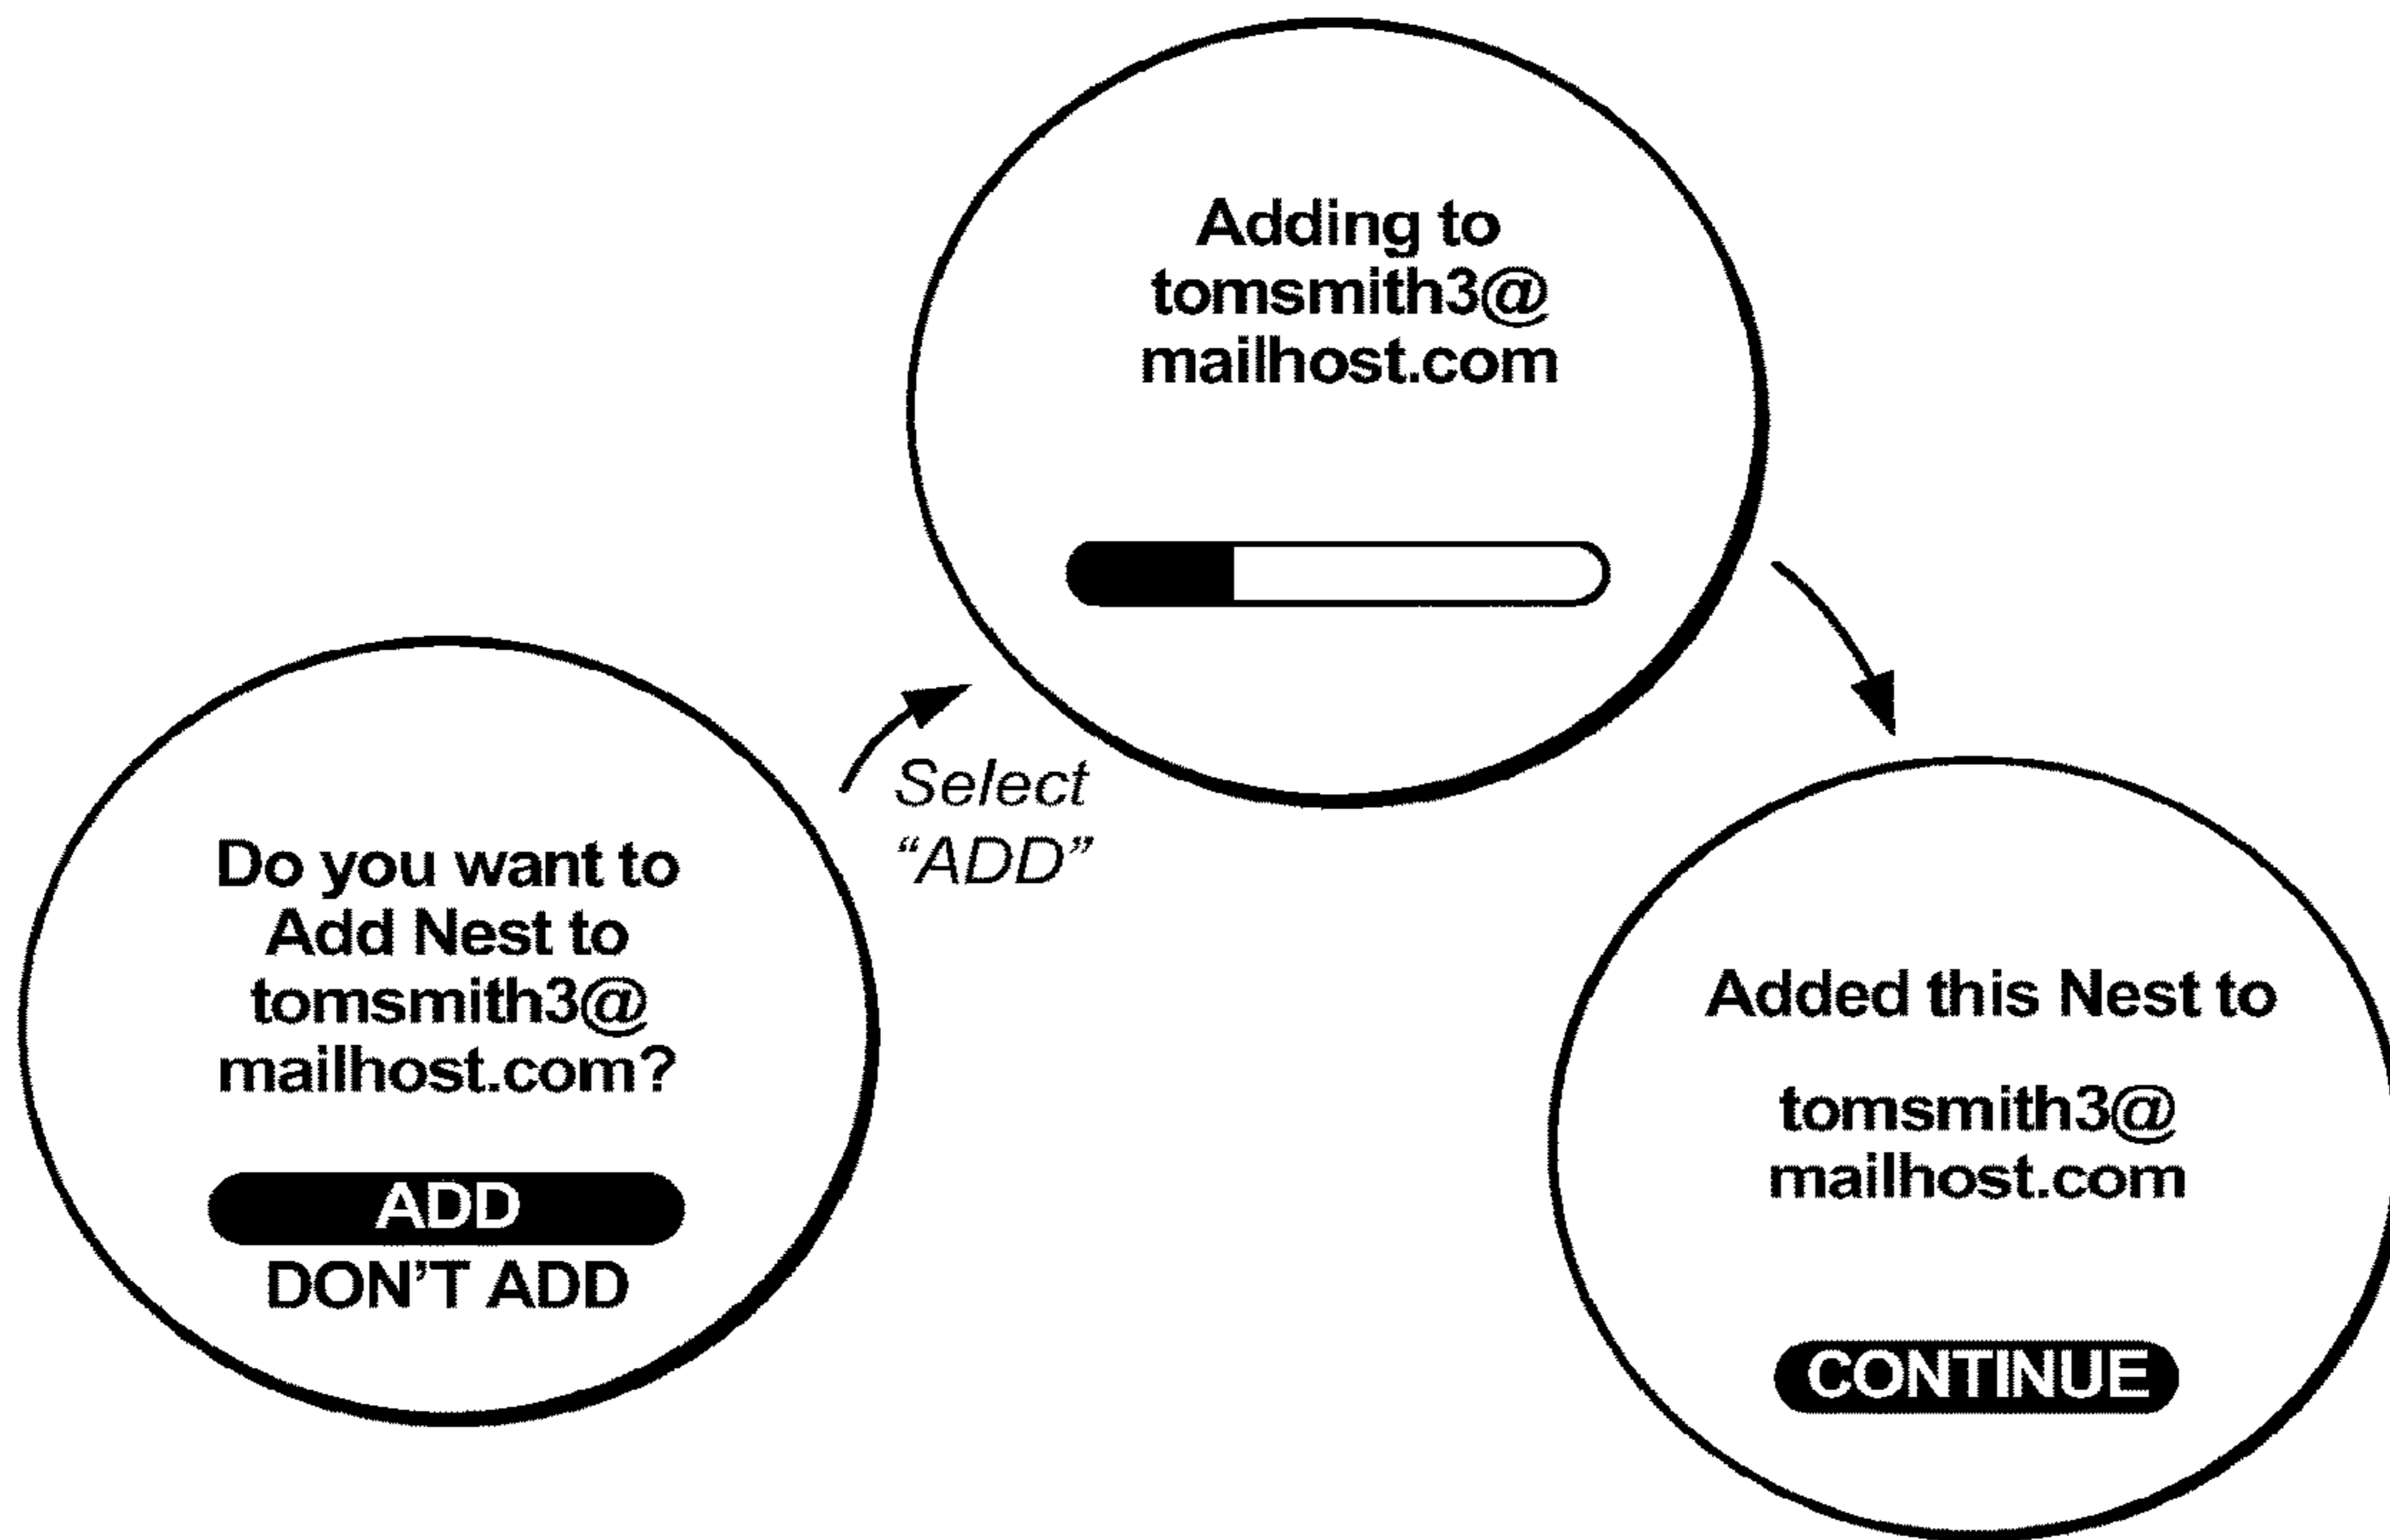 Do you want to
Add Nest to
tomsmith3@
mailhost.com?
ADD
DON'T ADD
Select
“ADD”
Adding to
tomsmith3@
mailhost.com
Added this Nest to
tomsmith3@
mailhost.com
CONTINUE